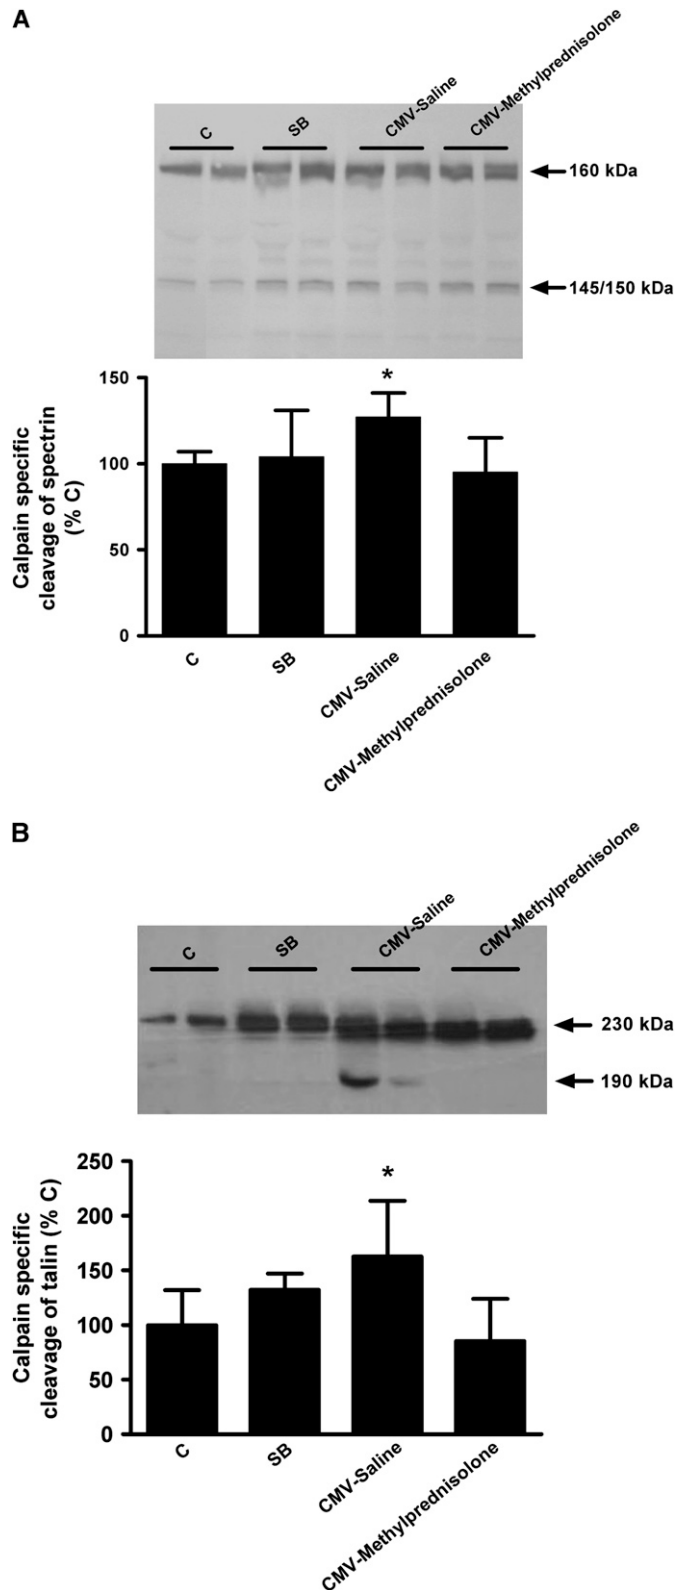 A
C
SB
CMV-Saline
CMV-Methylprednisolone
160 kDa
145/150 kDa
Calpain specific
cleavage of spectrin
(% C)
150
*
100
50
0
C
SB
CMV-Saline
CMV-Methylprednisolone
B
C
SB
CMV-Saline
CMV-Methylprednisolone
230 kDa
190 kDa
Calpain specific
cleavage of talin (% C)
250
*
200
150
100
50
0
C
SB
CMV-Saline
CMV-Methylprednisolone